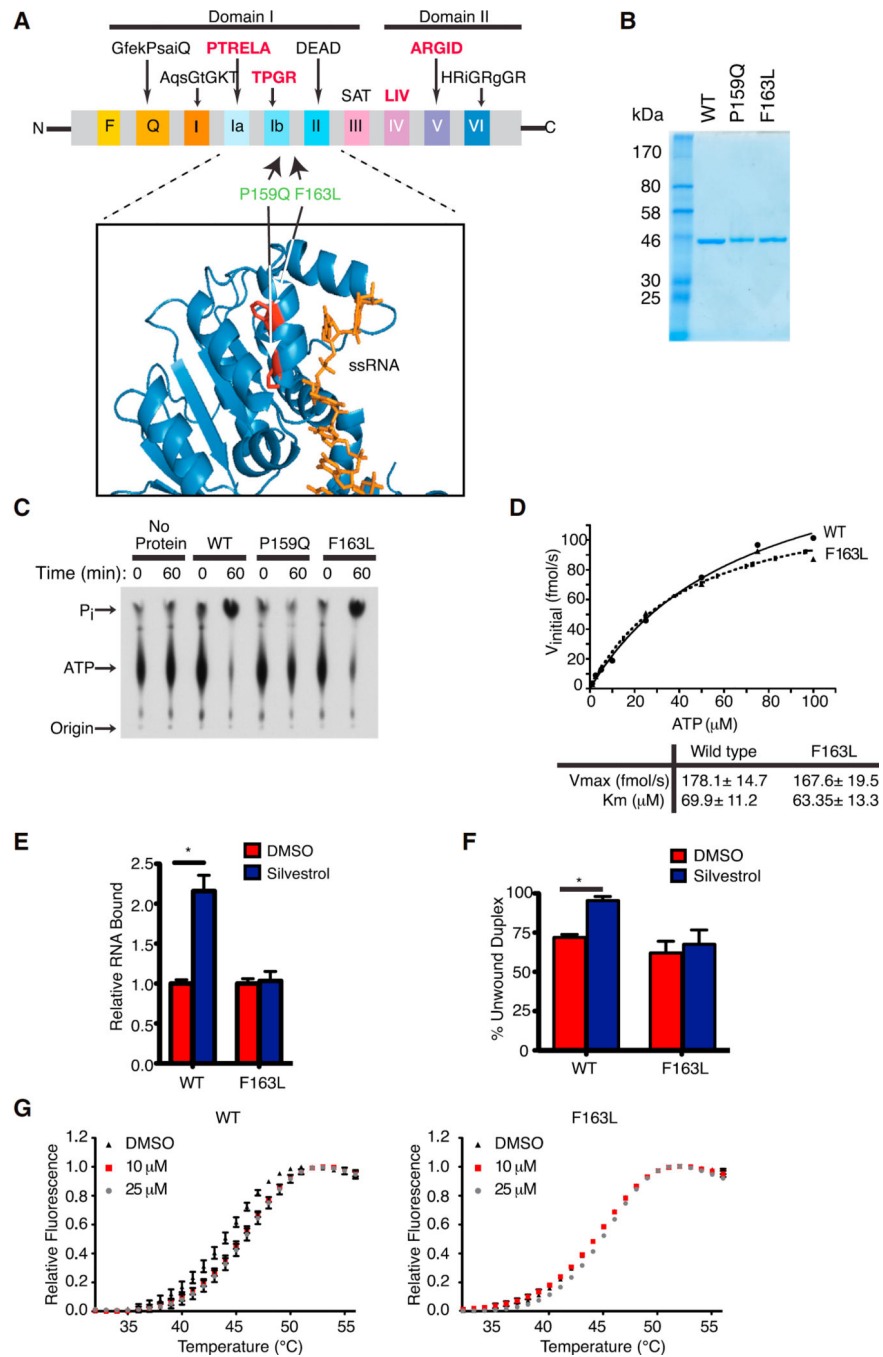 A
Domain I
Domain II
GfekPsaiQ PTRELA DEAD ARGID
AqsGtGKT TPGR SAT LIV HRiGRgGR
N F Q I Ia Ib II III IV V VI C
P159Q F163L
ssRNA
B
kDa WT P159Q F163L
170
80
58
46
30
25
C
No Protein WT P159Q F163L
Time (min): 0 60 0 60 0 60 0 60
Pi
ATP
Origin
D
Vinitial (fmol/s)
100
80
60
40
20
0
WT
F163L
0 20 40 60 80 100
ATP (μM)
Wild type F163L
Vmax (fmol/s) 178.1± 14.7 167.6± 19.5
Km (μM) 69.9± 11.2 63.35± 13.3
E
DMSO
Silvestrol
Relative RNA Bound
2.5
2.0
1.5
1.0
0.0
*
WT F163L
F
DMSO
Silvestrol
% Unwound Duplex
100
75
50
25
0
*
WT F163L
G
WT
Relative Fluorescence
1.2
1.0
0.8
0.6
0.4
0.2
0.0
DMSO
10 μM
25 μM
35 40 45 50 55
Temperature (°C)
F163L
Relative Fluorescence
1.2
1.0
0.8
0.6
0.4
0.2
0.0
DMSO
10 μM
25 μM
35 40 45 50 55
Temperature (°C)